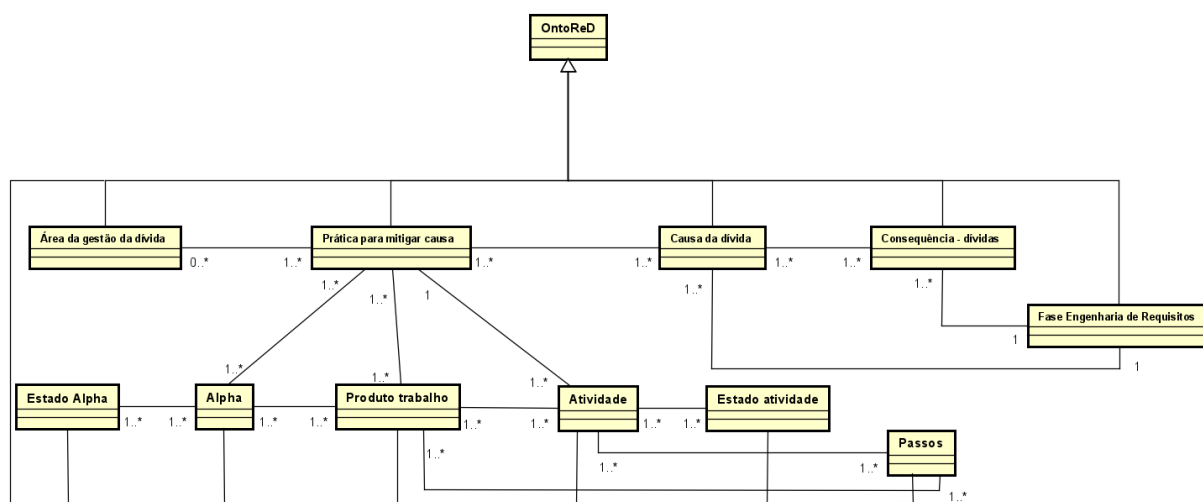 OntoReD
Área da gestão da dívida
Prática para mitigar causa
Causa da dívida
Consequência - dívidas
0..*
1..*
1..*
1..*
1..*
1..*
1..*
1..*
1
1..*
1..*
Fase Engenharia de Requisitos
1
1
1..*
1..*
1..*
Estado Alpha
Alpha
Produto trabalho
Atividade
Estado atividade
1..*
1..*
1..*
1..*
1..*
1..*
1..*
1..*
Passos
1..*
1..*
1..*
1..*